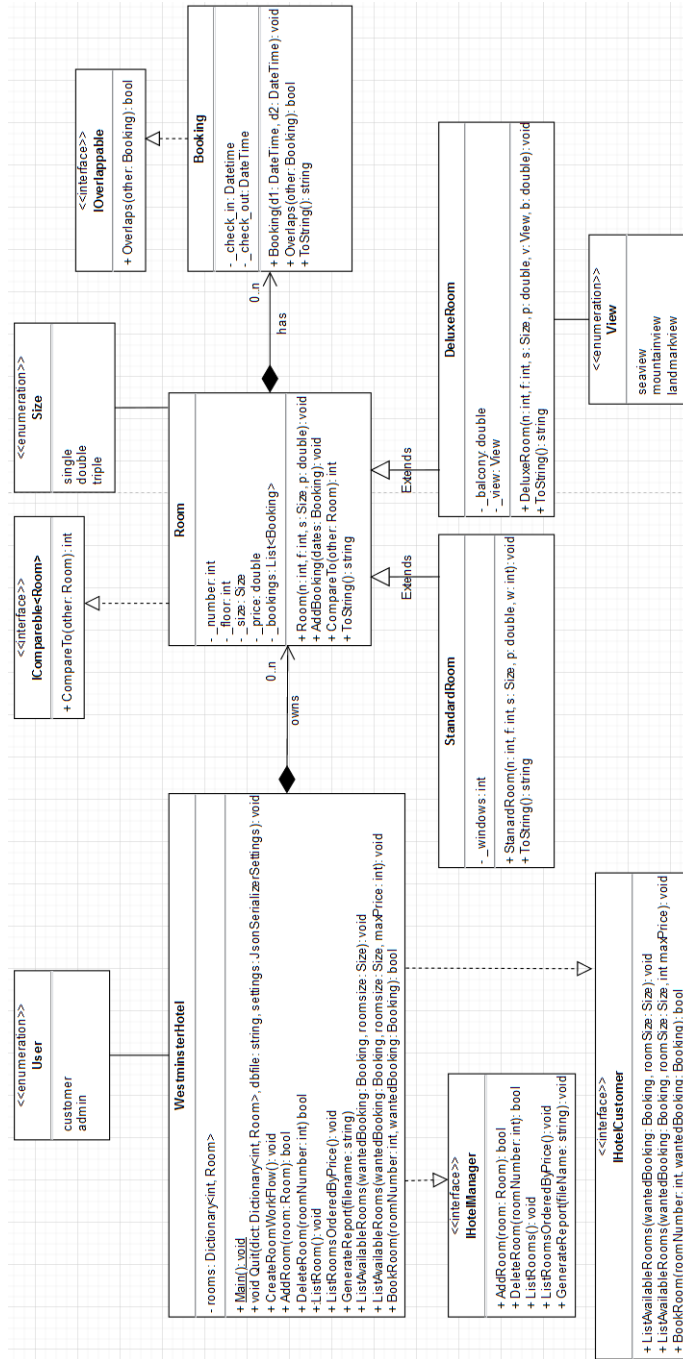 <<enumeration>>
User
customer
admin
WestminsterHotel
- rooms: Dictionary<int, Room>
+ Main(): void
+ void Quit(dict: Dictionary<int, Room>, dbfile: string, settings: JsonSerializerSettings): void
+ CreateRoomWorkFlow(): void
+ AddRoom(room: Room): bool
+ DeleteRoom(roomNumber: int) bool
+:ListRoom(): void
+ ListRoomsOrderedByPrice(): void
+ GenerateReport(filename: string)
+ ListAvailableRooms(wantedBooking: Booking, roomsize: Size): void
+ ListAvailableRooms(wantedBooking: Booking, roomsize: Size, maxPrice: int): void
+ BookRoom(roomNumber: int, wantedBooking: Booking): bool
<<interface>>
IHotelManager
+ AddRoom(room: Room): bool
+ DeleteRoom(roomNumber: int): bool
+ ListRooms(): void
+ ListRoomsOrderedByPrice():void
+ GenerateReport(fileName: string): void
<<interface>>
IHotelCustomer
+ ListAvailableRooms(wantedBooking: Booking, roomSize: Size): void
+ ListAvailableRooms(wantedBooking: Booking, roomSize: Size, int maxPrice): void
+ BookRoom(roomNumber: int, wantedBooking: Booking): bool
owns
0..n
<<interface>>
ICompareble<Room>
+ CompareTo(other: Room): int
<<enumeration>>
Size
single
double
triple
Room
- _number: int
- _floor: int
- _size: Size
- _price: double
- _bookings: List<Booking>
+ Room(n: int, f: int, s: Size, p: double): void
+ AddBooking(dates: Booking): void
+ CompareTo(other: Room): int
+ ToString(): string
Extends
Extends
StandardRoom
- _windows: int
+ StanardRoom(n: int, f: int, s: Size, p: double, w: int): void
+ ToString(): string
DeluxeRoom
- _balcony: double
- _view: View
+ DeluxeRoom(n: int, f: int, s: Size, p: double, v: View, b: double): void
+ ToString(): string
<<enumeration>>
View
seaview
mountainview
landmarkview
has
0..n
<<interface>>
IOverlappable
+ Overlaps(other: Booking): bool
Booking
- _check_in: Datetime
- _check_out: DateTime
+ Booking(d1: DateTime, d2: DateTime): void
+ Overlaps(other: Booking): bool
+ ToString(): string